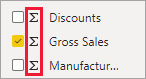 Σ Discounts
Σ Gross Sales
Σ Manufactur...